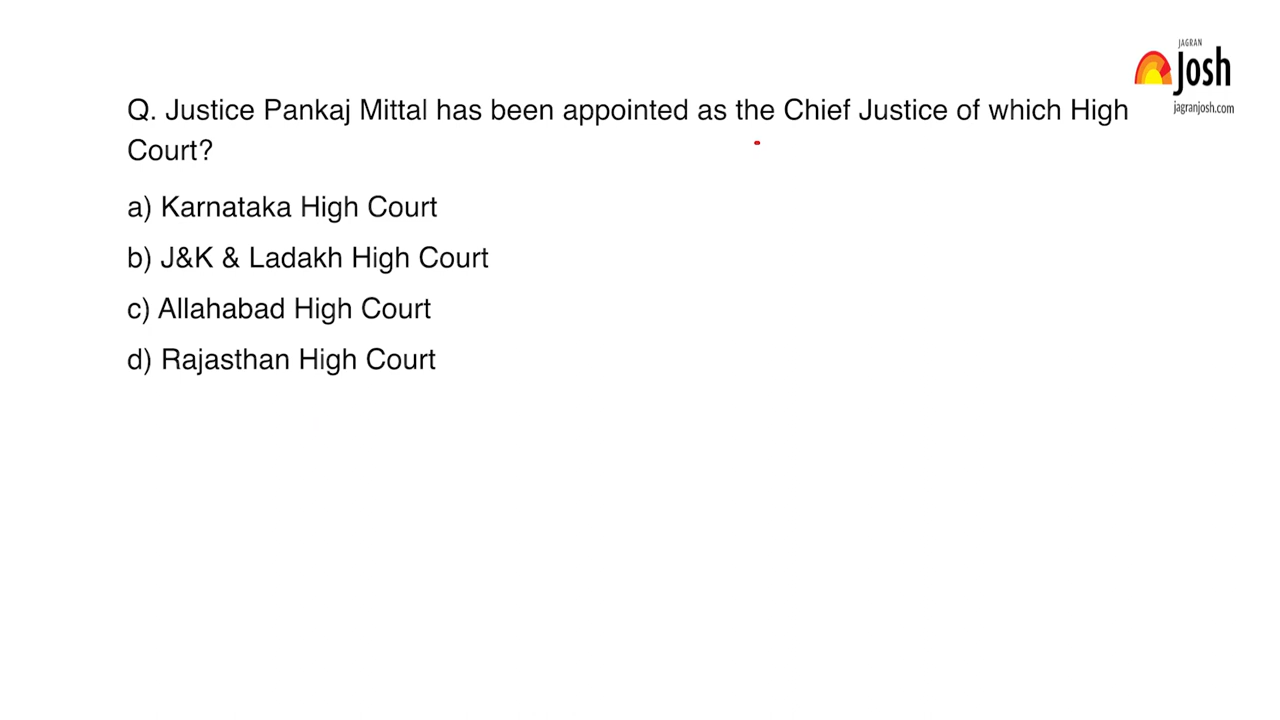 JAGRAN
Josh
jagranjosh.com
Q. Justice Pankaj Mittal has been appointed as the Chief Justice of which High
Court?
a) Karnataka High Court
b) J&K & Ladakh High Court
c) Allahabad High Court
d) Rajasthan High Court